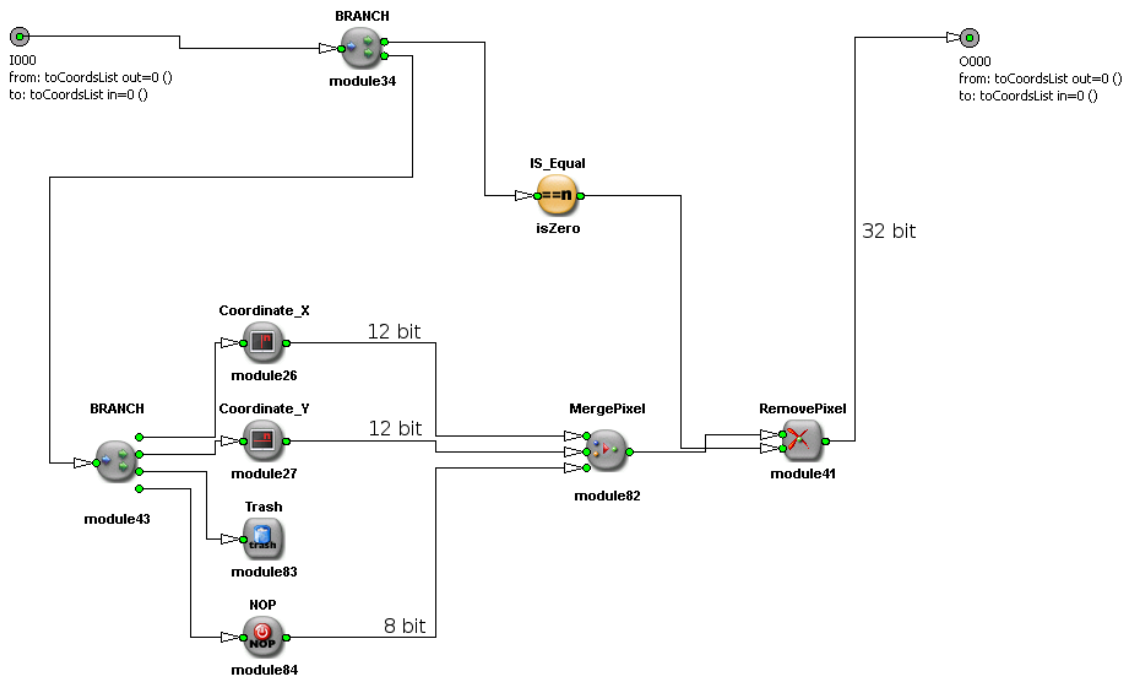 BRANCH
module34
I000
from: toCoordsList out=0 ()
to: toCoordsList in=0 ()
O000
from: toCoordsList out=0 ()
to: toCoordsList in=0 ()
IS_Equal
==n
isZero
32 bit
Coordinate_X
n
module26
12 bit
BRANCH
module43
Coordinate_Y
n
module27
12 bit
MergePixel
module82
RemovePixel
module41
Trash
trash
module83
NOP
NOP
module84
8 bit